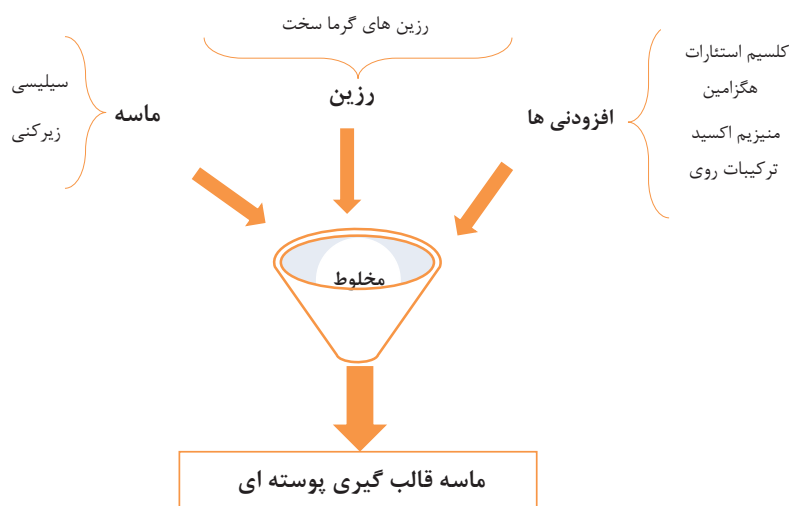 رزین های گرما سخت
کلسیم استئارات
هگزامین
منیزیم اکسید
ترکیبات روی
افزودنی ها
رزین
ماسه
سیلیسی
زیرکنی
مخلوط
ماسه قالب گیری پوسته ای